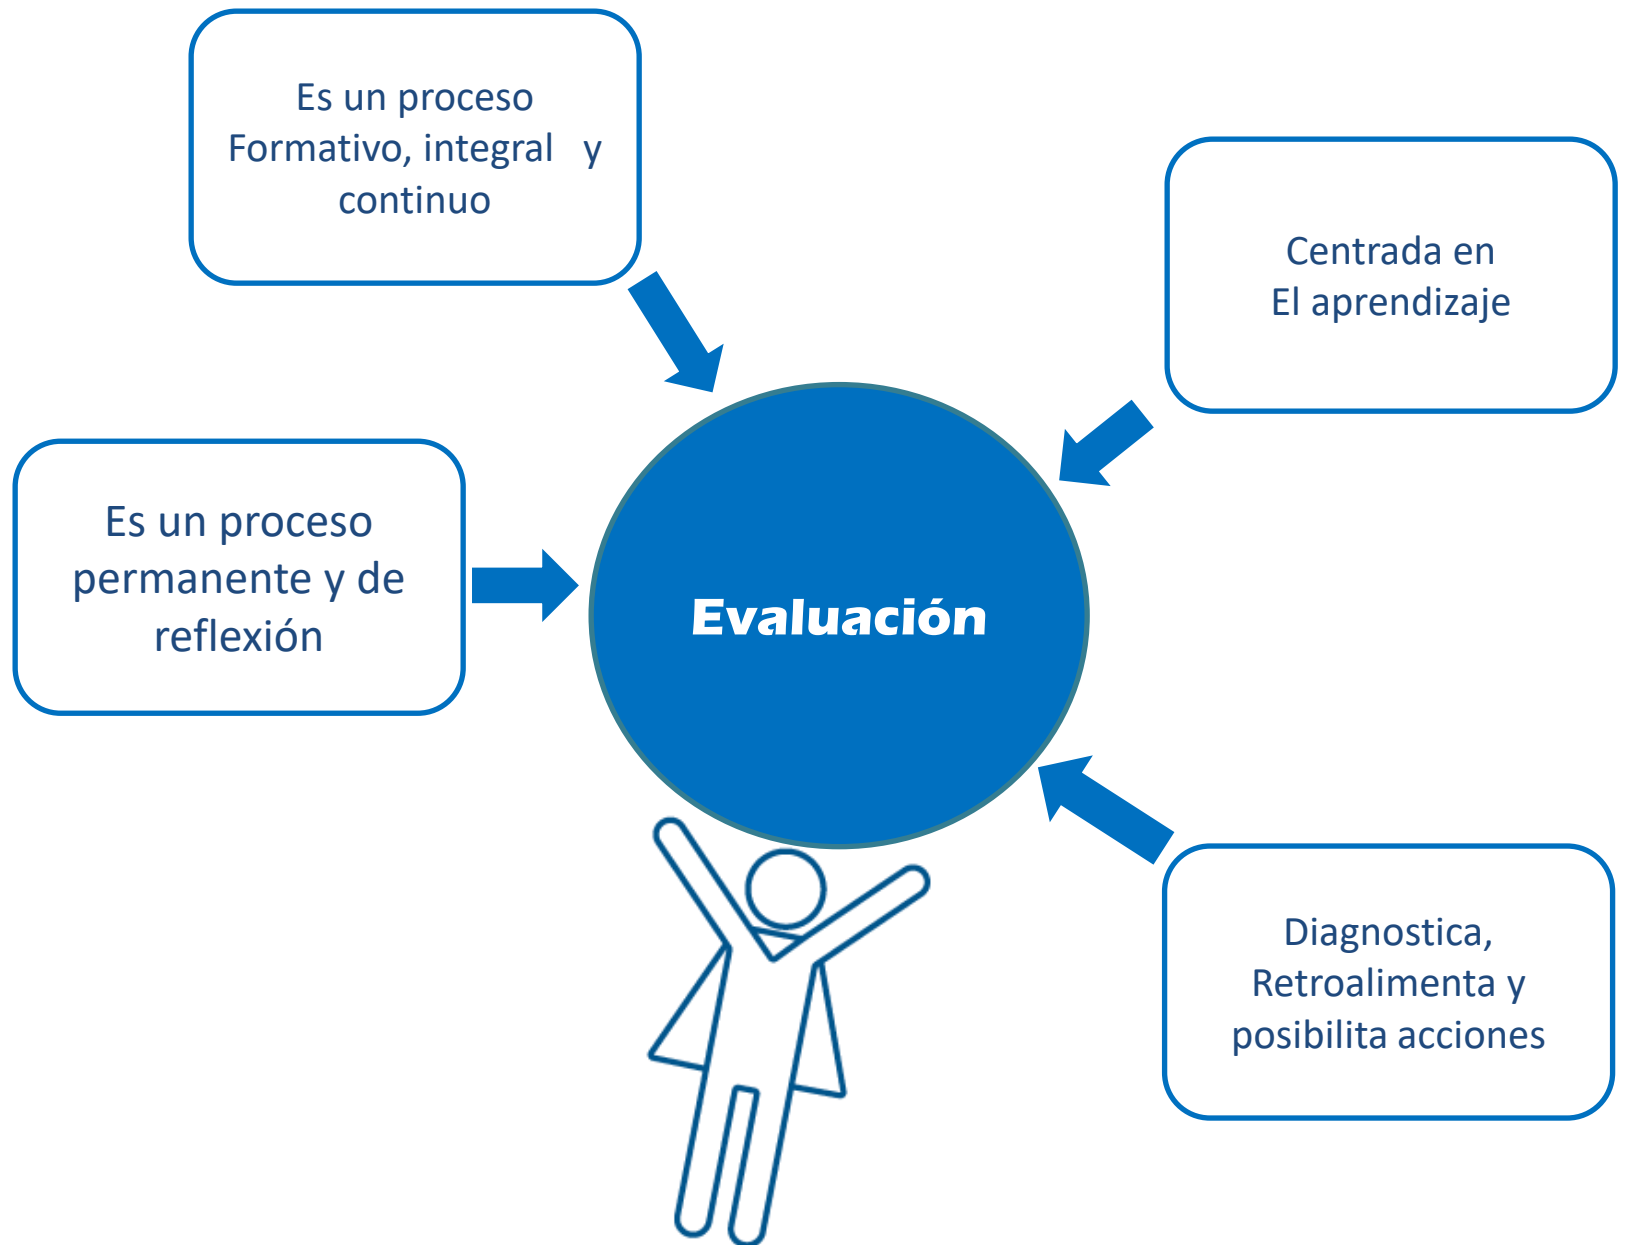 Es un proceso
Formativo, integral y
continuo
Centrada en
El aprendizaje
Es un proceso
permanente y de
reflexión
Evaluación
Diagnostica,
Retroalimenta y
posibilita acciones